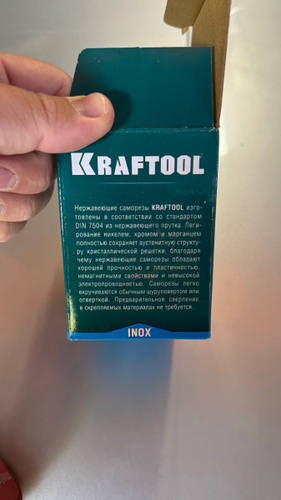 KRAFTOOL
Нержавеющие саморезы KRAFTOOL изго-
товлены в соответствии со стандартом
DIN 7504 из нержавеющего прутка. Леги-
рование никелем, хромом и марганцем
полностью сохраняет аустенитную структу-
ру кристаллической решетки, благодаря
чему нержавеющие саморезы обладают
хорошей прочностью и пластичностью,
немагнитными свойствами и невысокой
электропроводностью. Саморезы легко
вкручиваются обычным шуруповертом или
отверткой. Предварительное сверление
в скрепляемых материалах не требуется.
INOX